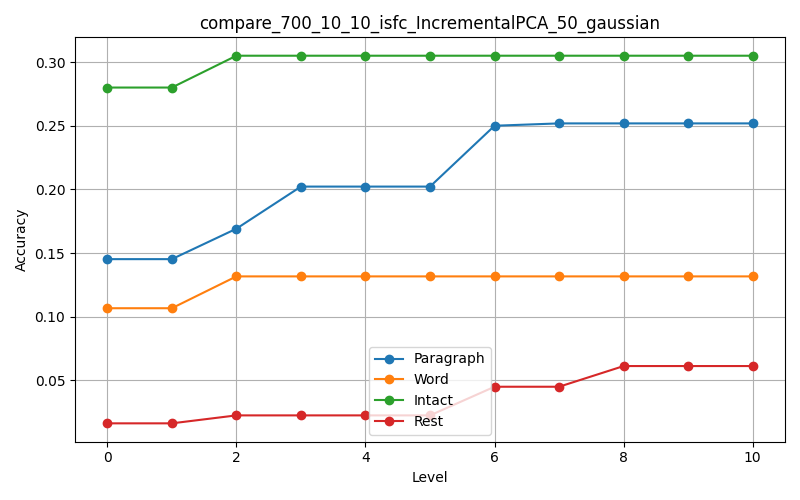 compare_700_10_10_isfc_IncrementalPCA_50_gaussian
0.30
0.25
0.20
0.15
0.10
0.05
Accuracy
Paragraph
Word
Intact
Rest
0 2 4 6 8 10
Level